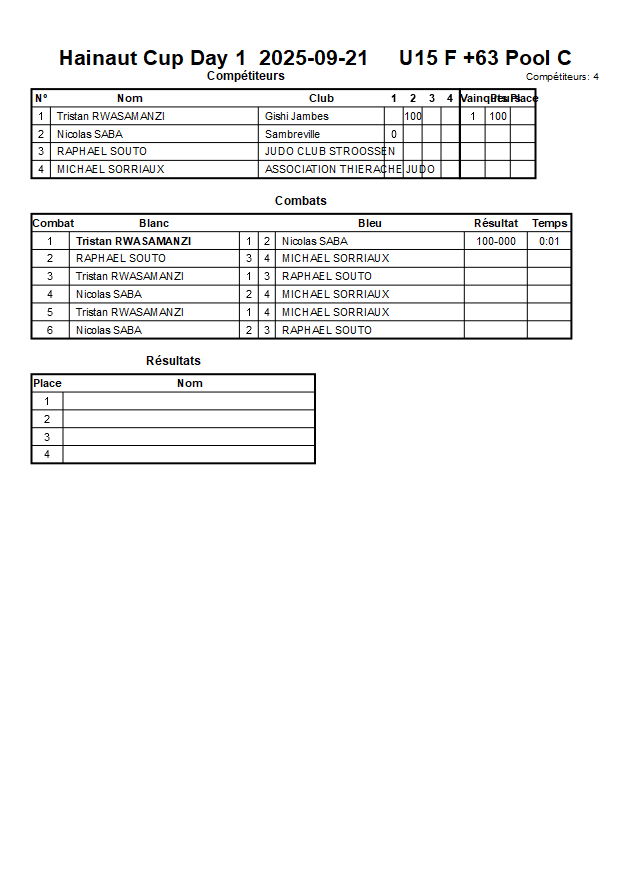 Hainaut Cup Day 1 2025-09-21 U15 F +63 Pool C
Compétiteurs
Compétiteurs: 4
Nº Nom Club 1 2 3 4 Vainqueurs Place
1 Tristan RWASAMANZI Gishi Jambes 100 1 100
2 Nicolas SABA Sambreville 0
3 RAPHAEL SOUTO JUDO CLUB STROOSSEN
4 MICHAEL SORRIAUX ASSOCIATION THIERACHE JUDO
Combats
Combat Blanc Bleu Résultat Temps
1 Tristan RWASAMANZI 1 2 Nicolas SABA 100-000 0:01
2 RAPHAEL SOUTO 3 4 MICHAEL SORRIAUX
3 Tristan RWASAMANZI 1 3 RAPHAEL SOUTO
4 Nicolas SABA 2 4 MICHAEL SORRIAUX
5 Tristan RWASAMANZI 1 4 MICHAEL SORRIAUX
6 Nicolas SABA 2 3 RAPHAEL SOUTO
Résultats
Place Nom
1
2
3
4